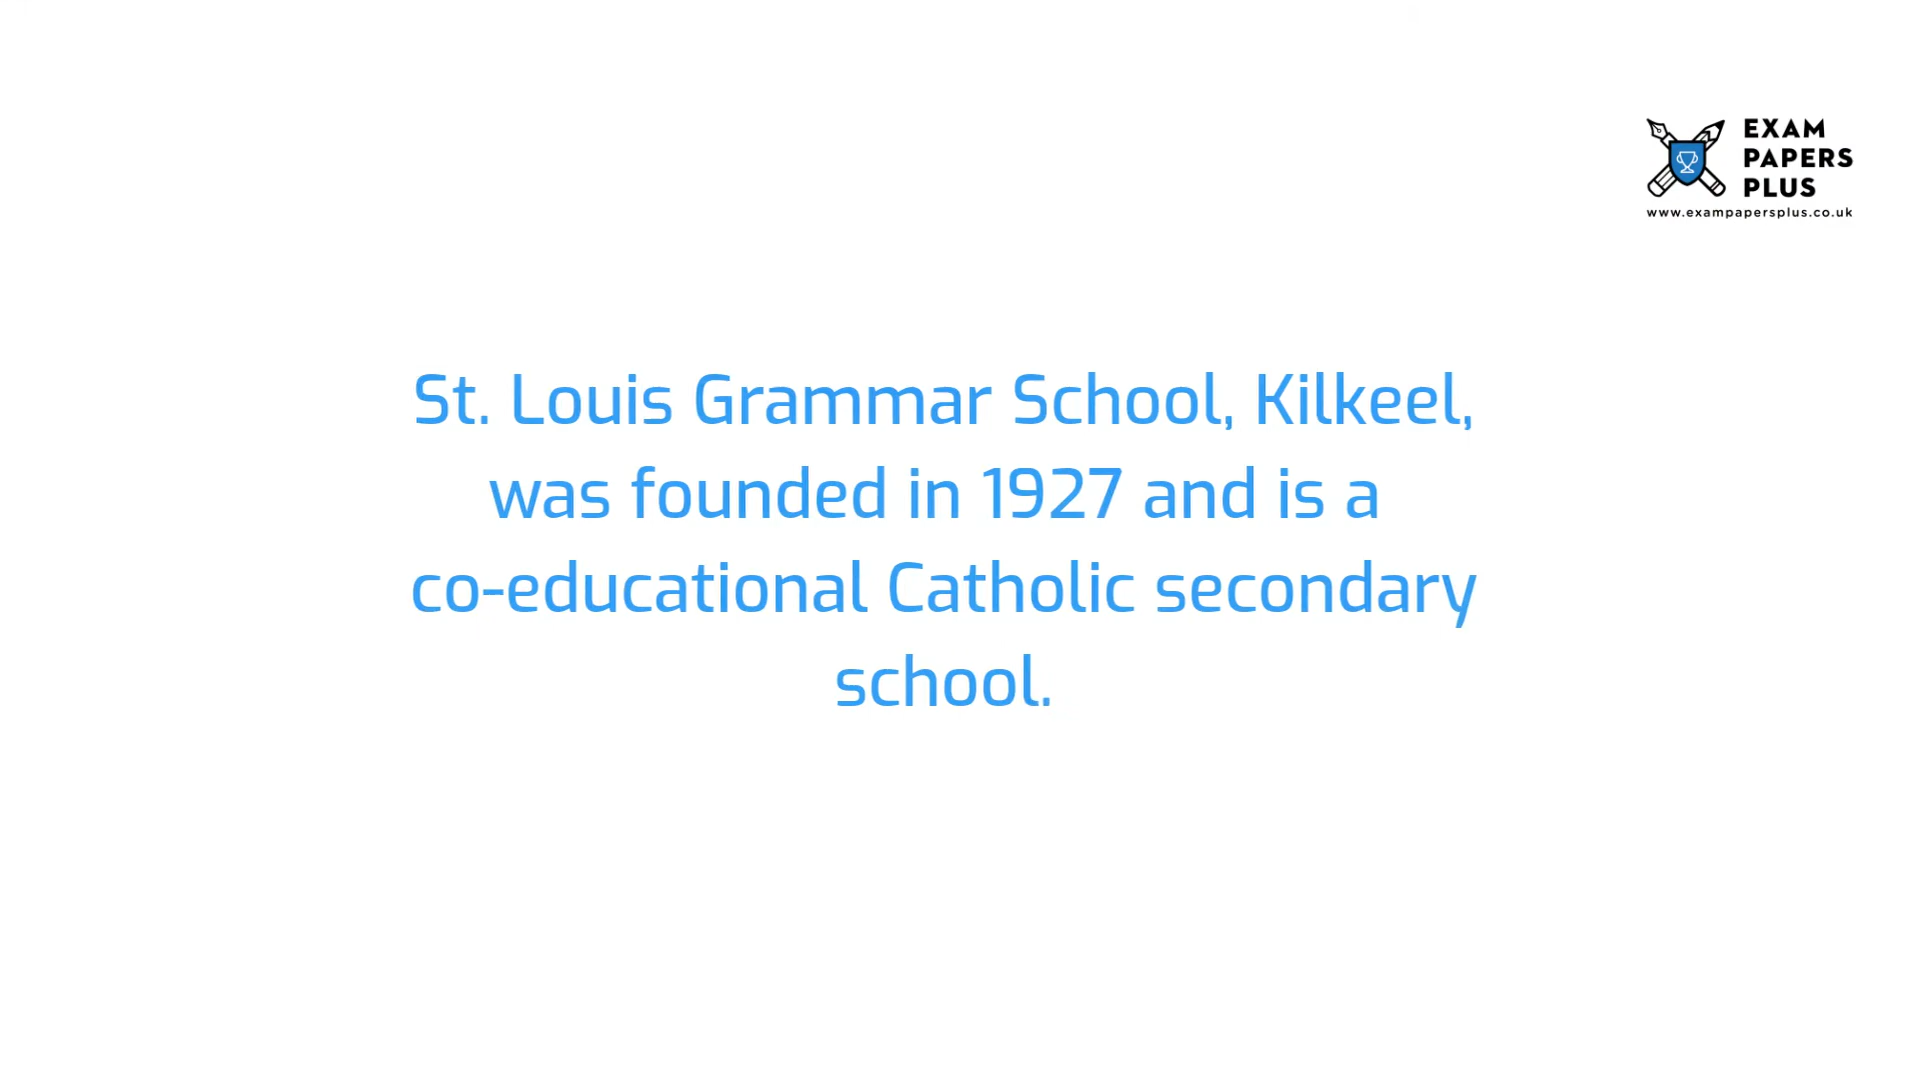 EXAM
PAPERS
PLUS
www.exampapersplus.co.uk
St. Louis Grammar School, Kilkeel,
was founded in 1927 and is a
co-educational Catholic secondary
school.